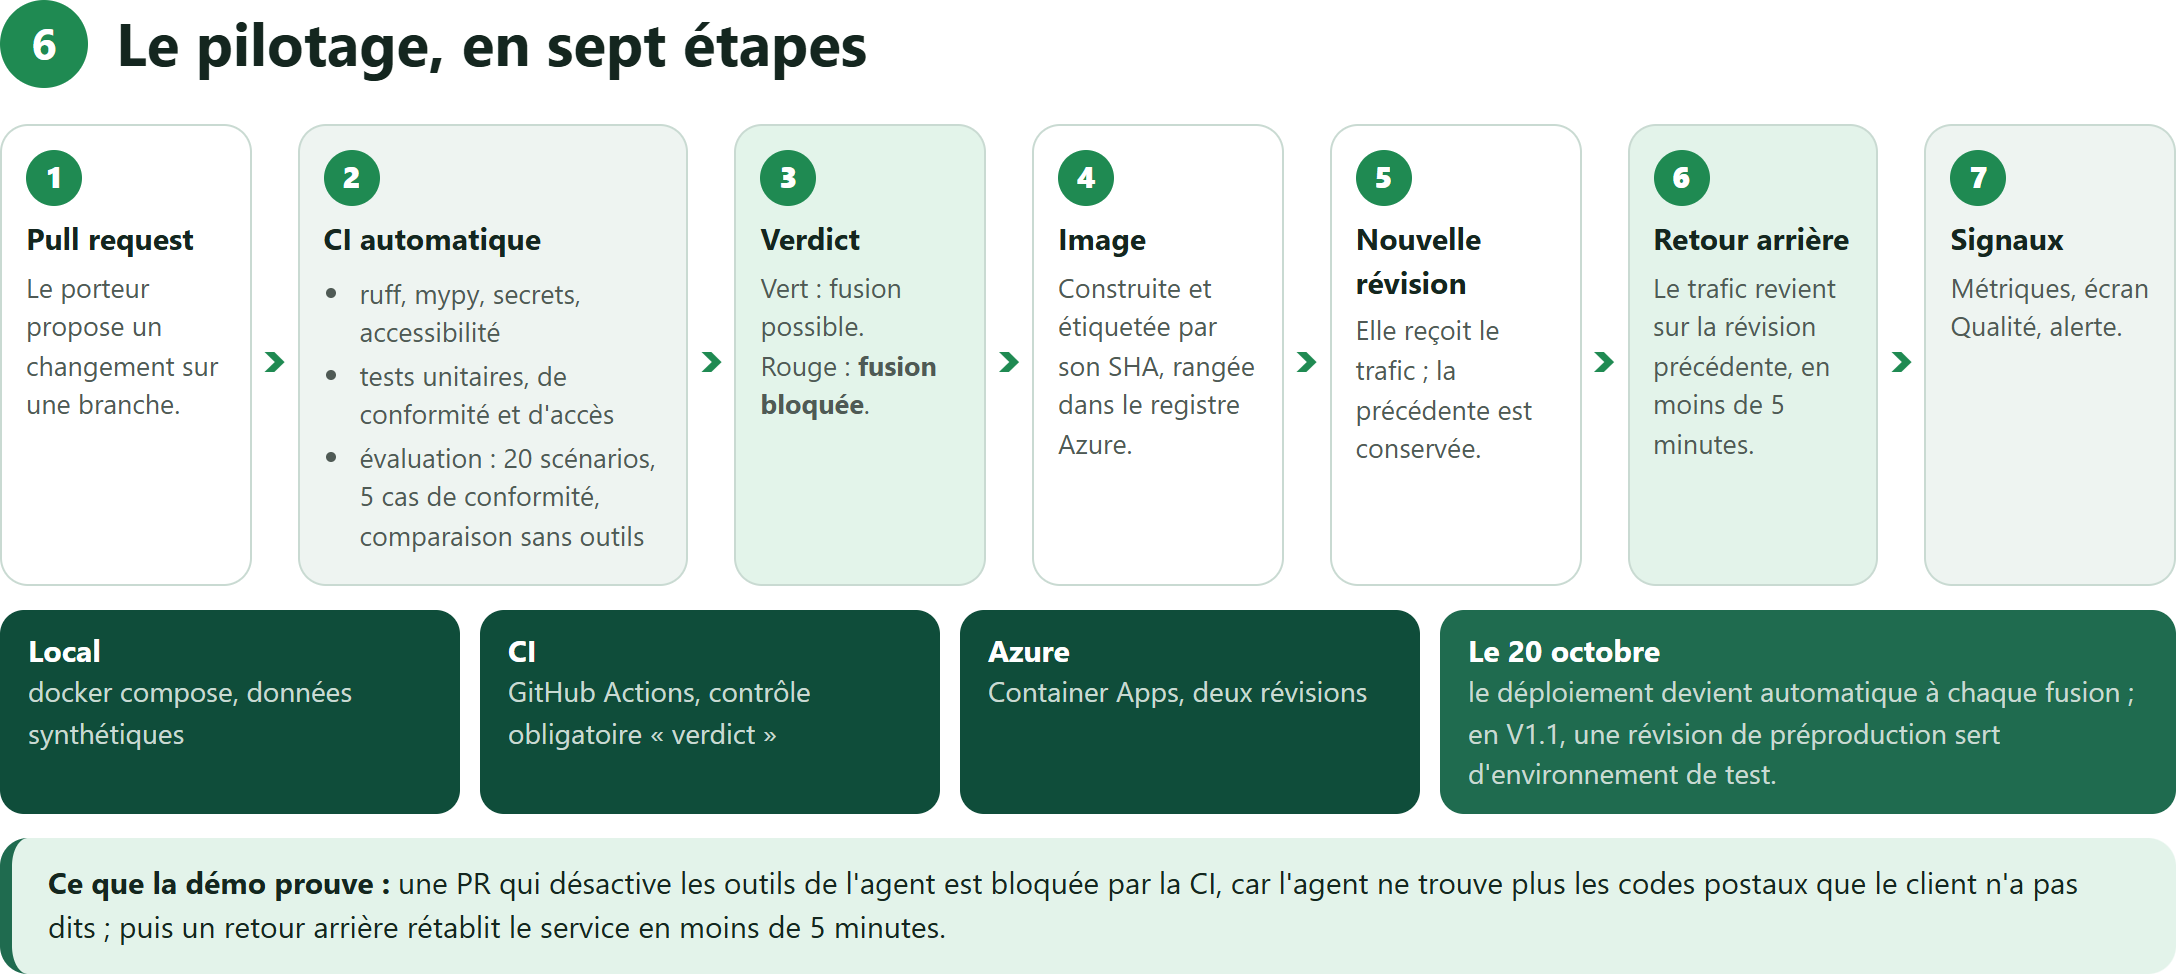 6
Le pilotage, en sept étapes
1
Pull request
Le porteur
propose un
changement sur
une branche.
2
CI automatique
• ruff, mypy, secrets,
accessibilité
• tests unitaires, de
conformité et d'accès
• évaluation : 20 scénarios,
5 cas de conformité,
comparaison sans outils
3
Verdict
Vert : fusion
possible.
Rouge : fusion
bloquée.
4
Image
Construite et
étiquetée par
son SHA, rangée
dans le registre
Azure.
5
Nouvelle
révision
Elle reçoit le
trafic ; la
précédente est
conservée.
6
Retour arrière
Le trafic revient
sur la révision
précédente, en
moins de 5
minutes.
7
Signaux
Métriques, écran
Qualité, alerte.
Local
docker compose, données
synthétiques
CI
GitHub Actions, contrôle
obligatoire « verdict »
Azure
Container Apps, deux révisions
Le 20 octobre
le déploiement devient automatique à chaque fusion ;
en V1.1, une révision de préproduction sert
d'environnement de test.
Ce que la démo prouve : une PR qui désactive les outils de l'agent est bloquée par la CI, car l'agent ne trouve plus les codes postaux que le client n'a pas
dits ; puis un retour arrière rétablit le service en moins de 5 minutes.